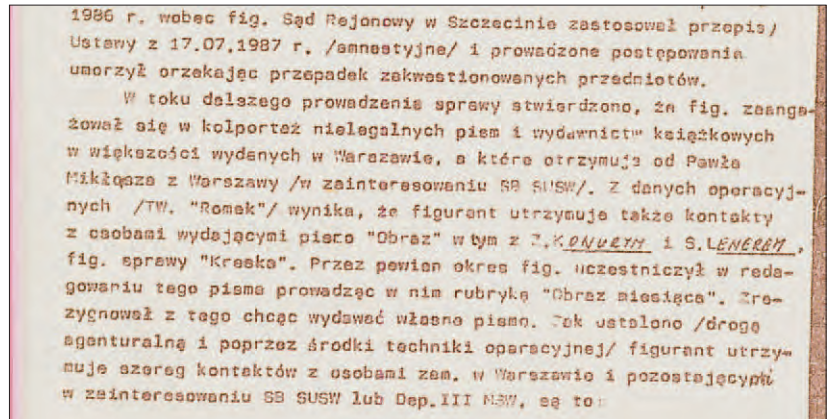 1986 r. wobec fig. Sąd Rejonowy w Szczecinie zastosował przepis/
Ustawy z 17.07.1987 r. /amnestyjne/ i prowadzone postępowania
umorzył orzekając przepadek zakwestionowanych przedmiotów.
W toku dalszego prowadzenia sprawy stwierdzono, że fig. zaanga-
żował się w kolportaż nielegalnych pism i wydawnictw książkowych
w większości wydanych w Warszawie, a które otrzymuje od Pawła
Mikłasza z Warszawy /w zainteresowaniu SB SUSW/. Z danych operacyj-
nych /TW. "Romek"/ wynika, że figurant utrzymuje także kontakty
z osobami wydającymi pismo "Obraz" w tym z Z.KONURYM i S.LENEREM,
fig. sprawy "Kreska". Przez pewien okres fig. uczestniczył w reda-
gowaniu tego pisma prowadząc w nim rubrykę "Obraz miesiąca". Zre-
zygnował z tego chcąc wydawać własne pismo. Jak ustalono /drogą
agenturalną i poprzez środki techniki operacyjnej/ figurant utrzy-
muje szereg kontaktów z osobami zam. w Warszawie i pozostającymi
w zainteresowaniu SB SUSW lub Dep.III MSW, są to: